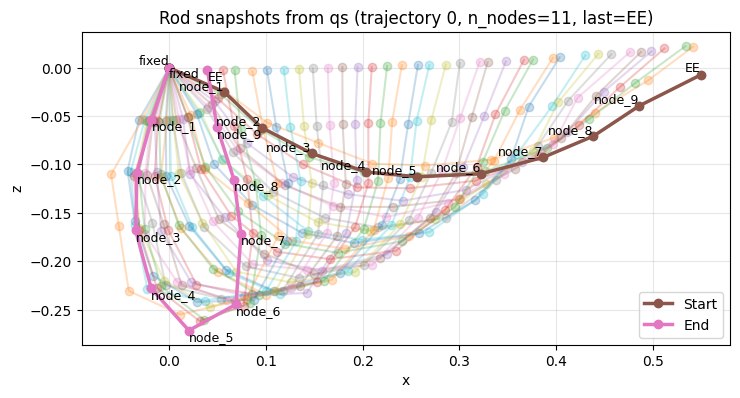 Rod snapshots from qs (trajectory 0, n_nodes=11, last=EE)
z
0.00
−0.05
−0.10
−0.15
−0.20
−0.25
fixed
fixed
EE
node_1
node_2
node_9
node_1
node_3
node_4
node_5
node_6
node_7
node_8
node_9
EE
node_2
node_8
node_3
node_7
node_4
node_6
node_5
Start
End
0.0
0.1
0.2
0.3
0.4
0.5
x